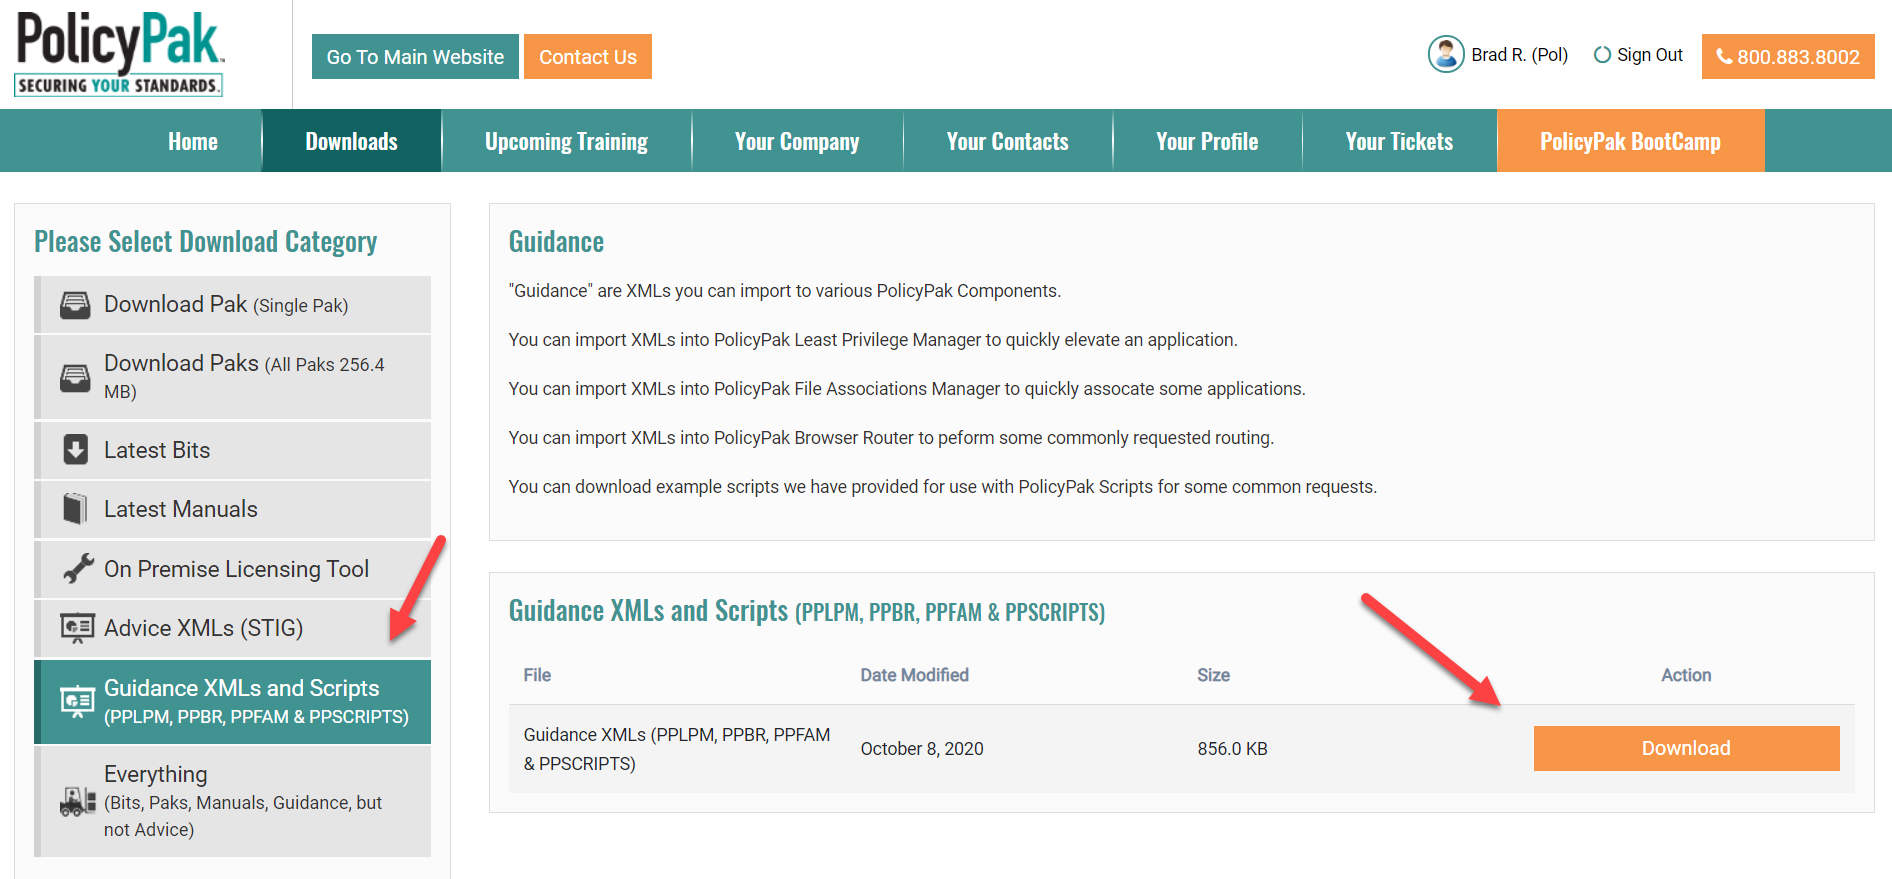 PolicyPak™
SECURING YOUR STANDARDS.
Go To Main Website
Contact Us
Brad R. (Pol)
Sign Out
800.883.8002
Home
Downloads
Upcoming Training
Your Company
Your Contacts
Your Profile
Your Tickets
PolicyPak BootCamp
Please Select Download Category
Download Pak (Single Pak)
Download Paks (All Paks 256.4
MB)
Latest Bits
Latest Manuals
On Premise Licensing Tool
Advice XMLs (STIG)
Guidance XMLs and Scripts
(PPLPM, PPBR, PPFAM & PPSCRIPTS)
Everything
(Bits, Paks, Manuals, Guidance, but
not Advice)
Guidance
"Guidance" are XMLs you can import to various PolicyPak Components.
You can import XMLs into PolicyPak Least Privilege Manager to quickly elevate an application.
You can import XMLs into PolicyPak File Associations Manager to quickly assocate some applications.
You can import XMLs into PolicyPak Browser Router to peform some commonly requested routing.
You can download example scripts we have provided for use with PolicyPak Scripts for some common requests.
Guidance XMLs and Scripts (PPLPM, PPBR, PPFAM & PPSCRIPTS)
File
Date Modified
Size
Action
Guidance XMLs (PPLPM, PPBR, PPFAM
& PPSCRIPTS)
October 8, 2020
856.0 KB
Download